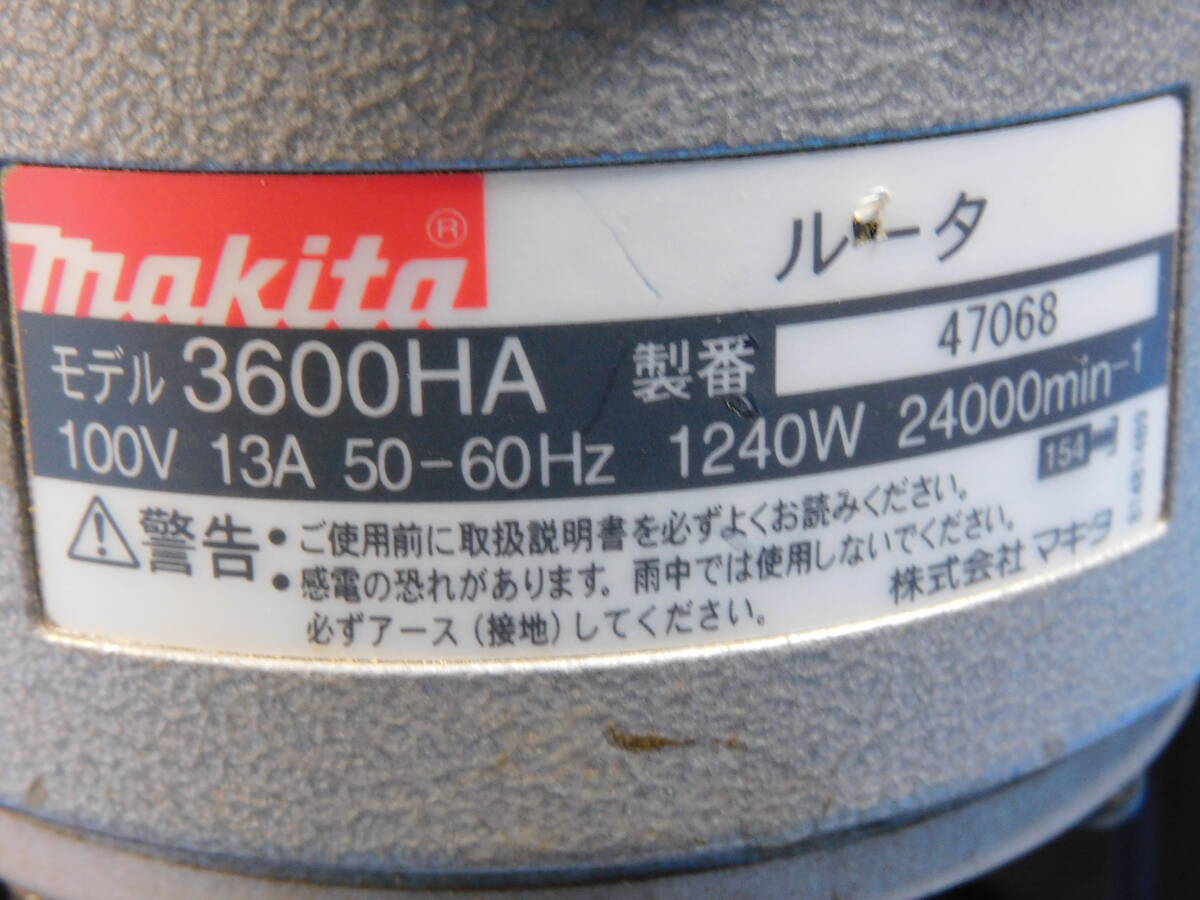 makita®
ルータ
モデル 3600HA 製番 47068
100V 13A 50-60Hz 1240W 24000min-1
154
⚠警告 •ご使用前に取扱説明書を必ずよくお読みください。
•感電の恐れがあります。雨中では使用しないでください。
必ずアース(接地)してください。
株式会社 マキタ